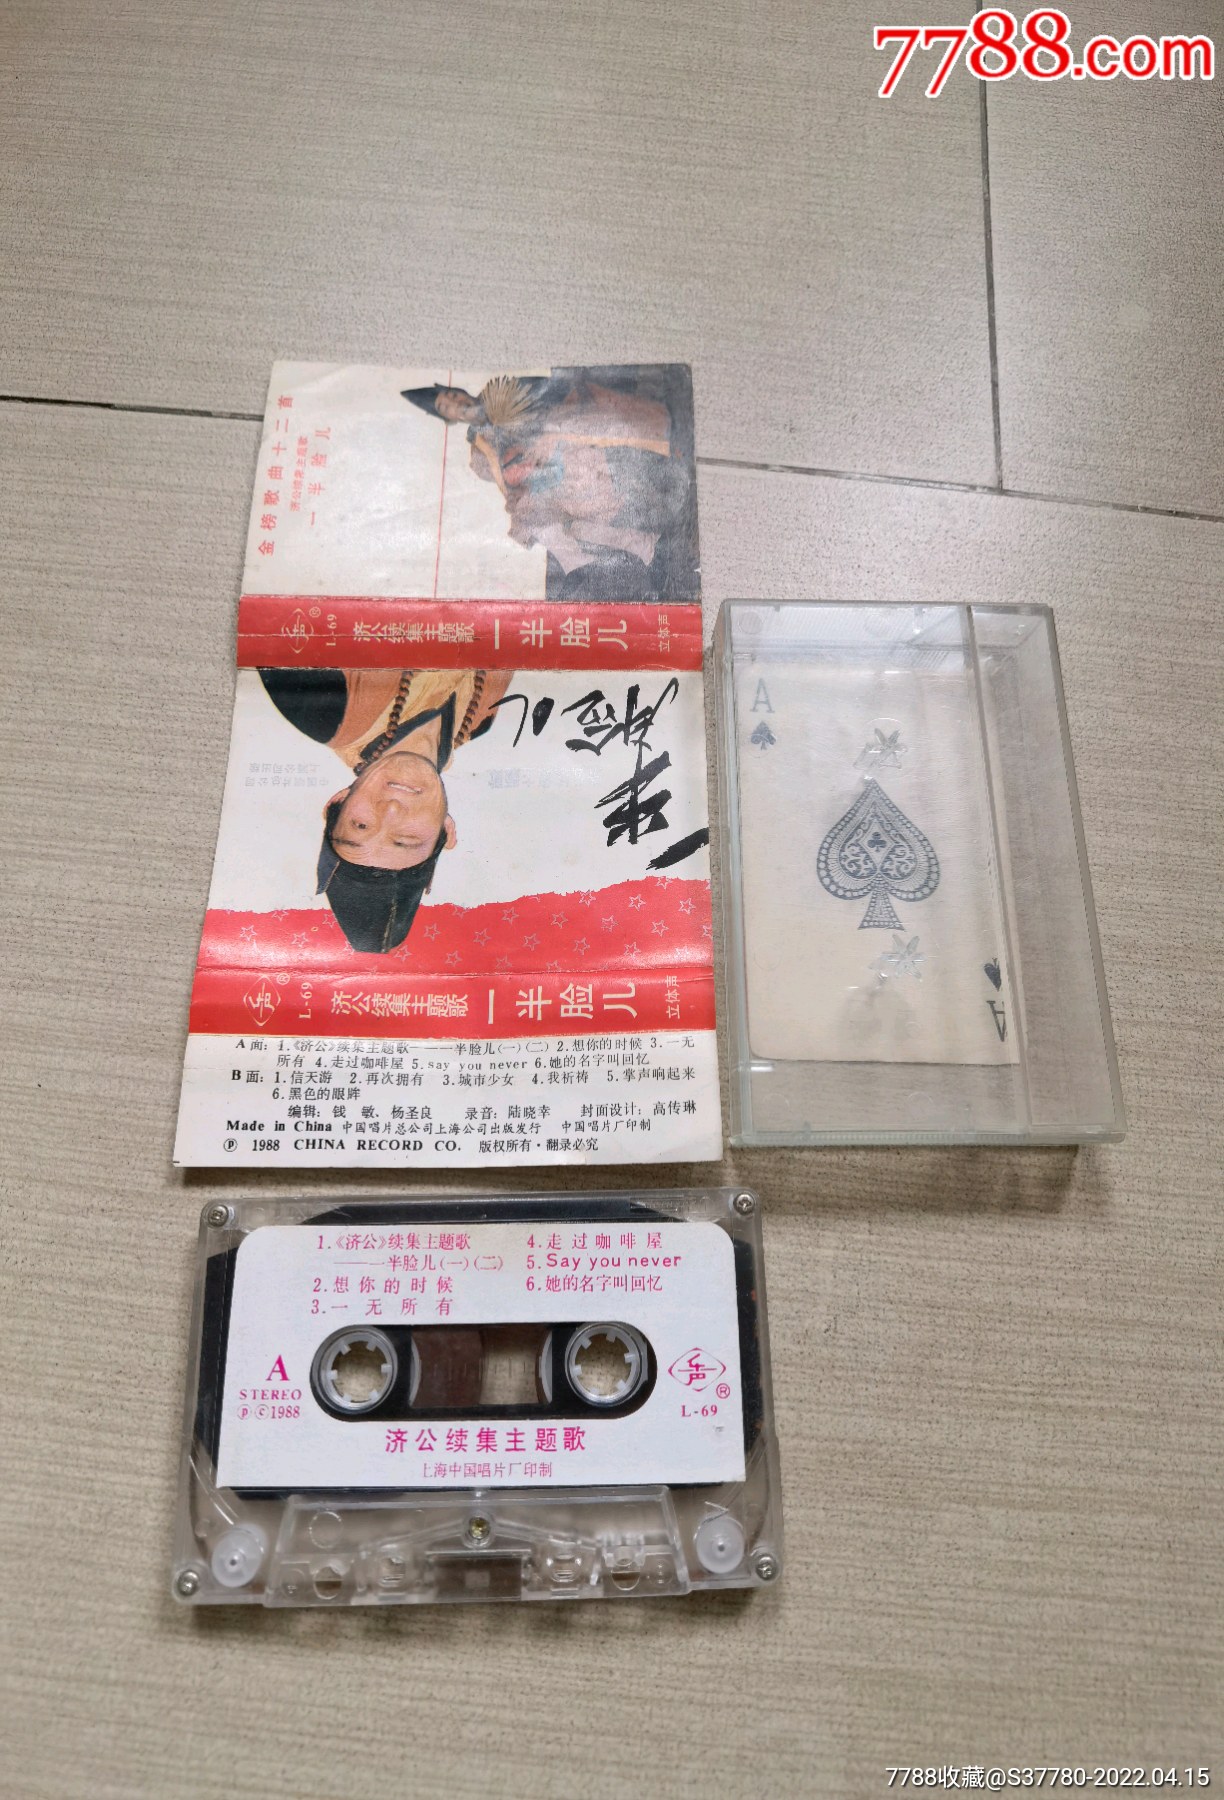 7788.com
金榜歌曲十二首
济公续集主题歌
一半脸儿
乐声®
L-69
济公续集主题歌
一半脸儿
立体声
一半脸儿
乐声®
L-69
济公续集主题歌
一半脸儿
立体声
A面：1.《济公》续集主题歌———一半脸儿(一)(二) 2.想你的时候 3.一无
所有 4.走过咖啡屋 5.say you never 6.她的名字叫回忆
B面：1.信天游 2.再次拥有 3.城市少女 4.我祈祷 5.掌声响起来
6.黑色的眼眸
编辑：钱 敏、杨圣良 录音：陆晓幸 封面设计：高传琳
Made in China 中国唱片总公司上海公司出版发行 中国唱片厂印制
Ⓟ 1988 CHINA RECORD CO. 版权所有·翻录必究
A
A
1.《济公》续集主题歌
——一半脸儿(一)(二)
2.想你的时候
3.一无所有
4.走过咖啡屋
5.Say you never
6.她的名字叫回忆
A
STEREO
Ⓟ ©1988
乐声®
L-69
济公续集主题歌
上海中国唱片厂印制
7788收藏@S37780-2022.04.15